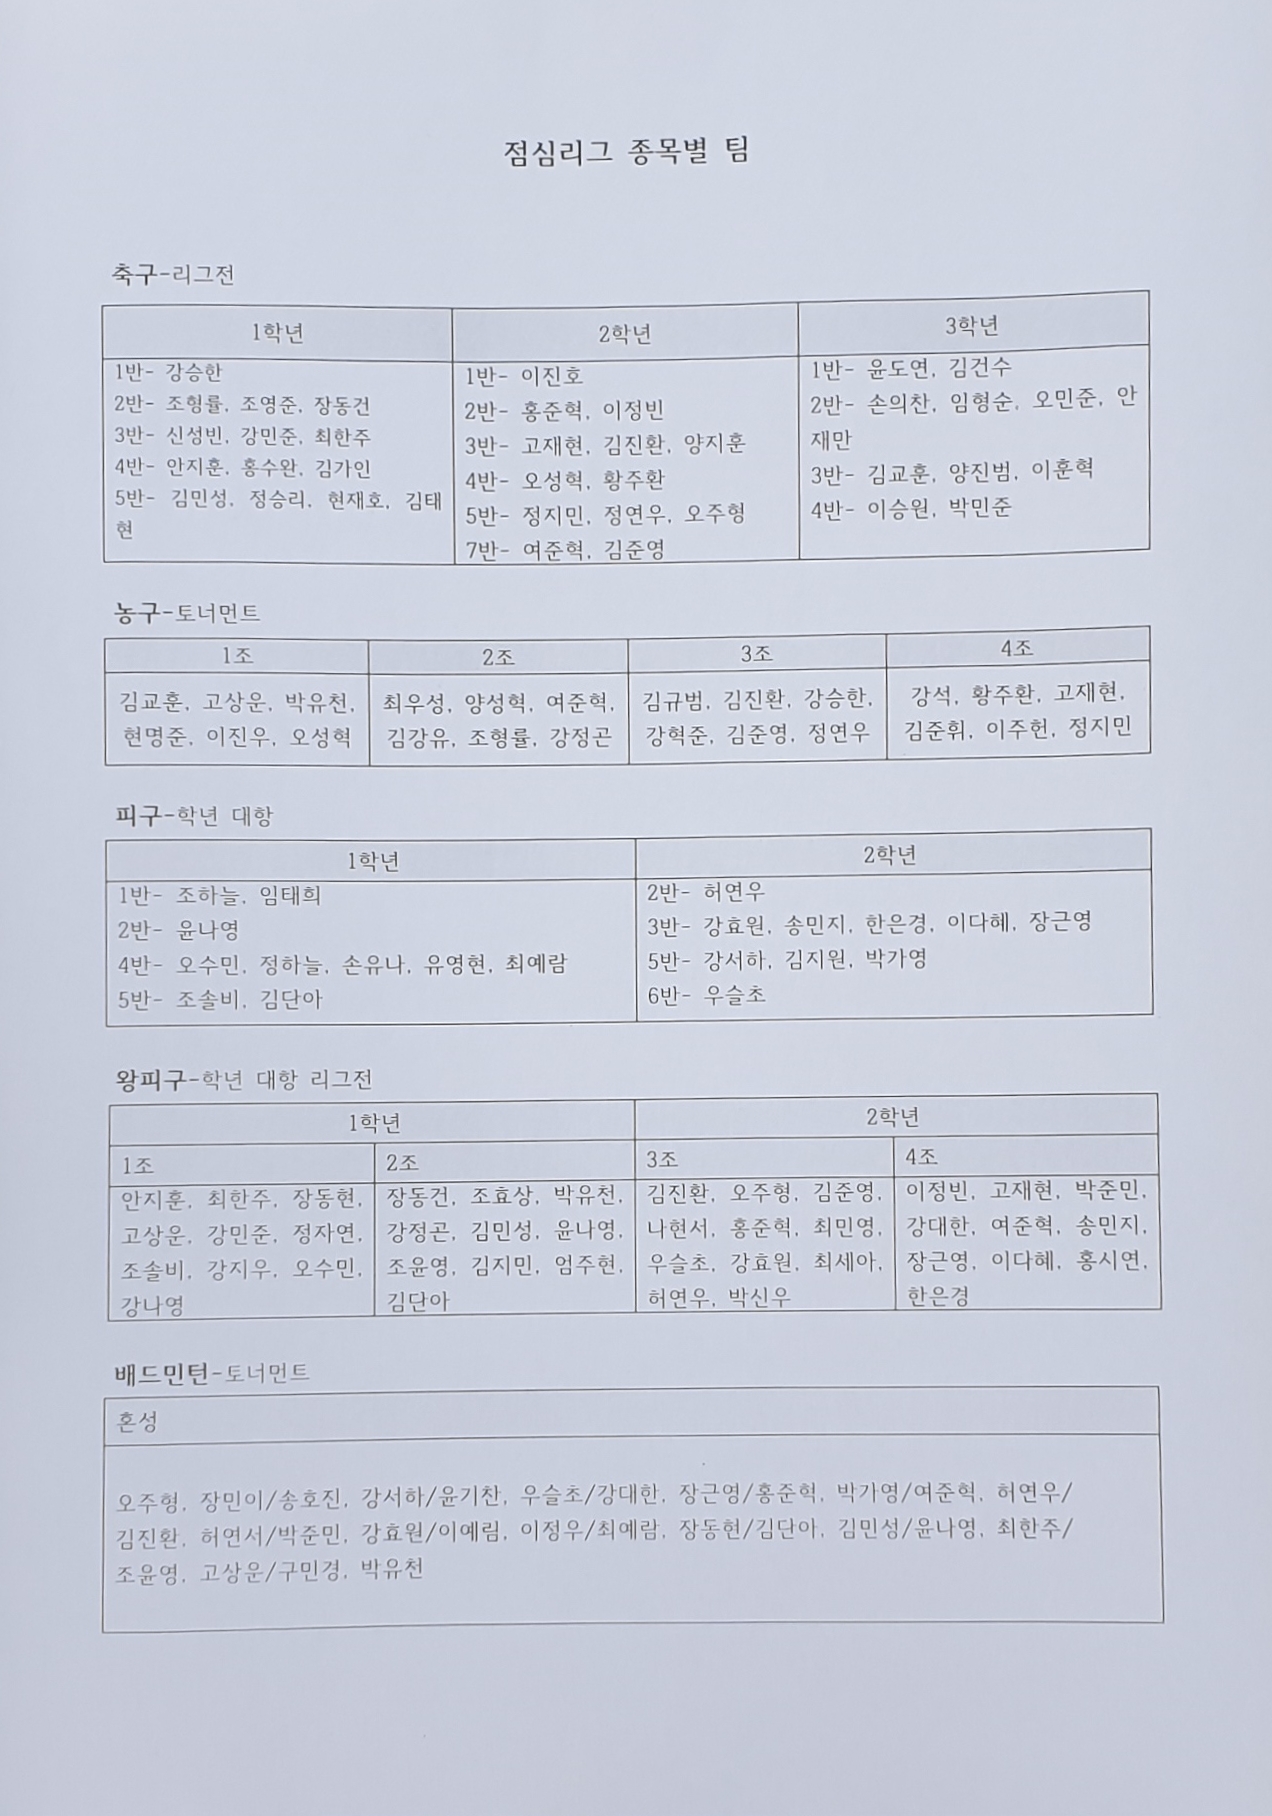 점심리그 종목별 팀
축구-리그전
1학년
2학년
3학년
1반- 강승한
2반- 조형률, 조영준, 장동건
3반- 신성빈, 강민준, 최한주
4반- 안지훈, 홍수완, 김가인
5반- 김민성, 정승리, 현재호, 김태
현
1반- 이진호
2반- 홍준혁, 이정빈
3반- 고재현, 김진환, 양지훈
4반- 오성혁, 황주환
5반- 정지민, 정연우, 오주형
7반- 여준혁, 김준영
1반- 윤도연, 김건수
2반- 손의찬, 임형순, 오민준, 안
재만
3반- 김교훈, 양진범, 이훈혁
4반- 이승원, 박민준
농구-토너먼트
1조
2조
3조
4조
김교훈, 고상운, 박유천,
현명준, 이진우, 오성혁
최우성, 양성혁, 여준혁,
김강유, 조형률, 강정곤
김규범, 김진환, 강승한,
강혁준, 김준영, 정연우
강석, 황주환, 고재현,
김준휘, 이주헌, 정지민
피구-학년 대항
1학년
2학년
1반- 조하늘, 임태희
2반- 윤나영
4반- 오수민, 정하늘, 손유나, 유영현, 최예람
5반- 조솔비, 김단아
2반- 허연우
3반- 강효원, 송민지, 한은경, 이다혜, 장근영
5반- 강서하, 김지원, 박가영
6반- 우슬초
왕피구-학년 대항 리그전
1학년
2학년
1조
2조
3조
4조
안지훈, 최한주, 장동현,
고상운, 강민준, 정자연,
조솔비, 강지우, 오수민,
강나영
장동건, 조효상, 박유천,
강정곤, 김민성, 윤나영,
조윤영, 김지민, 엄주현,
김단아
김진환, 오주형, 김준영,
나현서, 홍준혁, 최민영,
우슬초, 강효원, 최세아,
허연우, 박신우
이정빈, 고재현, 박준민,
강대한, 여준혁, 송민지,
장근영, 이다혜, 홍시연,
한은경
배드민턴-토너먼트
혼성
오주형, 장민이/송호진, 강서하/윤기찬, 우슬초/강대한, 장근영/홍준혁, 박가영/여준혁, 허연우/
김진환, 허연서/박준민, 강효원/이예림, 이정우/최예람, 장동현/김단아, 김민성/윤나영, 최한주/
조윤영, 고상운/구민경, 박유천